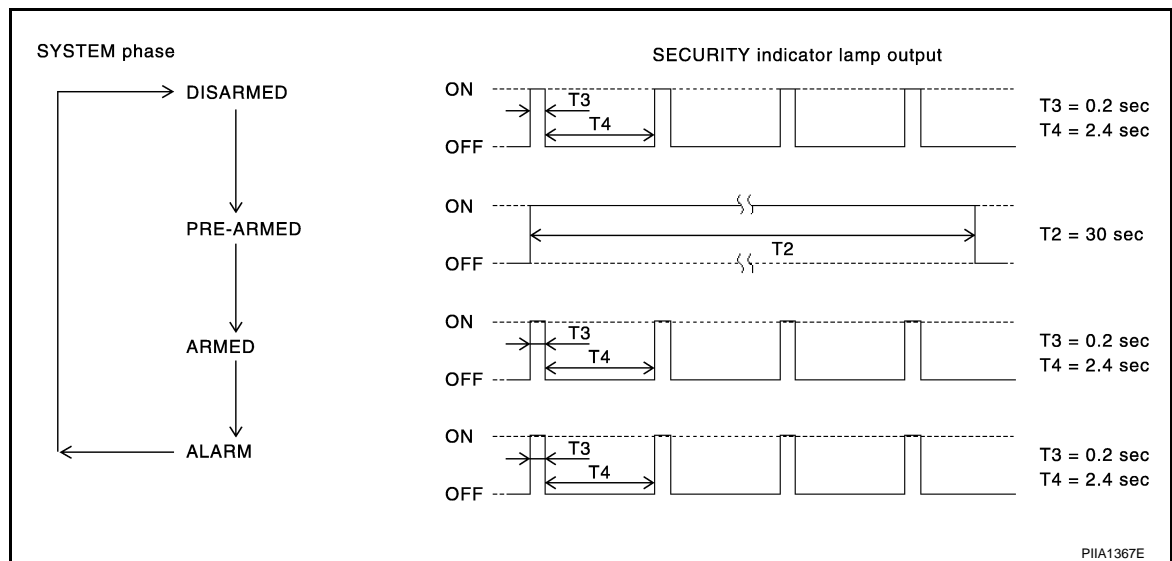 SYSTEM phase
SECURITY indicator lamp output
DISARMED
ON
OFF
T3
T4
T3 = 0.2 sec
T4 = 2.4 sec
PRE-ARMED
ON
OFF
T2
T2 = 30 sec
ARMED
ON
OFF
T3
T4
T3 = 0.2 sec
T4 = 2.4 sec
ALARM
ON
OFF
T3
T4
T3 = 0.2 sec
T4 = 2.4 sec
PIIA1367E